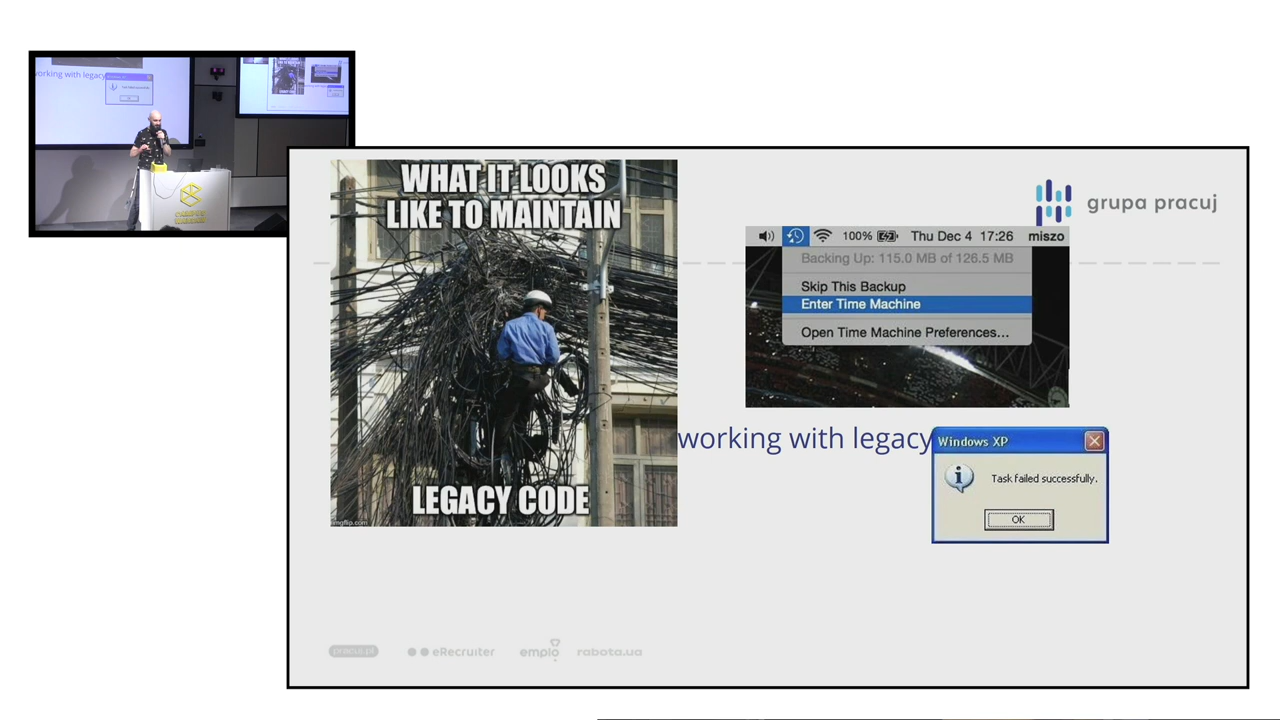 working with legacy
WHAT IT LOOKS
LIKE TO MAINTAIN
LEGACY CODE
imgflip.com
grupa pracuj
100% Thu Dec 4 17:26 miszo
Backing Up: 115.0 MB of 126.5 MB
Skip This Backup
Enter Time Machine
Open Time Machine Preferences...
working with legacy
Windows XP
Task failed successfully.
OK
pracuj.pl
eRecruiter
emplo
rabota.ua